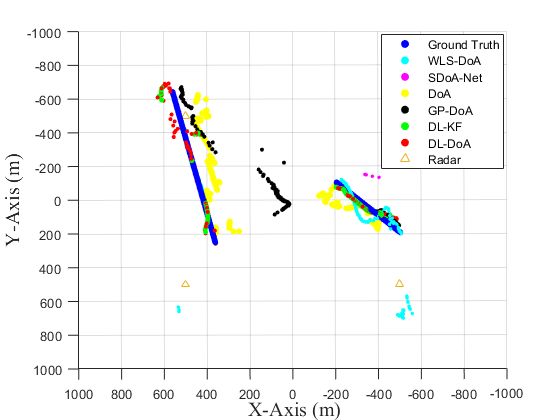 -1000
-800
-600
-400
-200
0
200
400
600
800
1000
Y-Axis (m)
1000 800 600 400 200 0 -200 -400 -600 -800 -1000
X-Axis (m)
Ground Truth
WLS-DoA
SDoA-Net
DoA
GP-DoA
DL-KF
DL-DoA
Radar